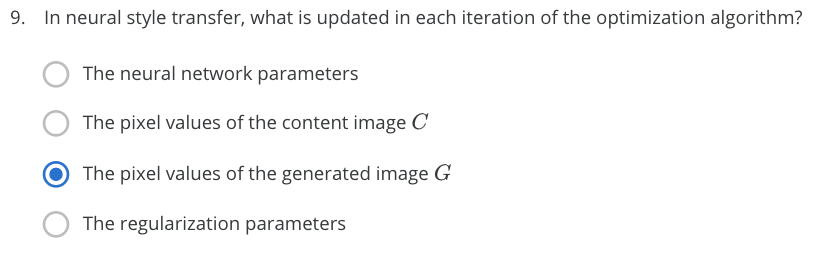 9. In neural style transfer, what is updated in each iteration of the optimization algorithm?
The neural network parameters
The pixel values of the content image C
The pixel values of the generated image G
The regularization parameters